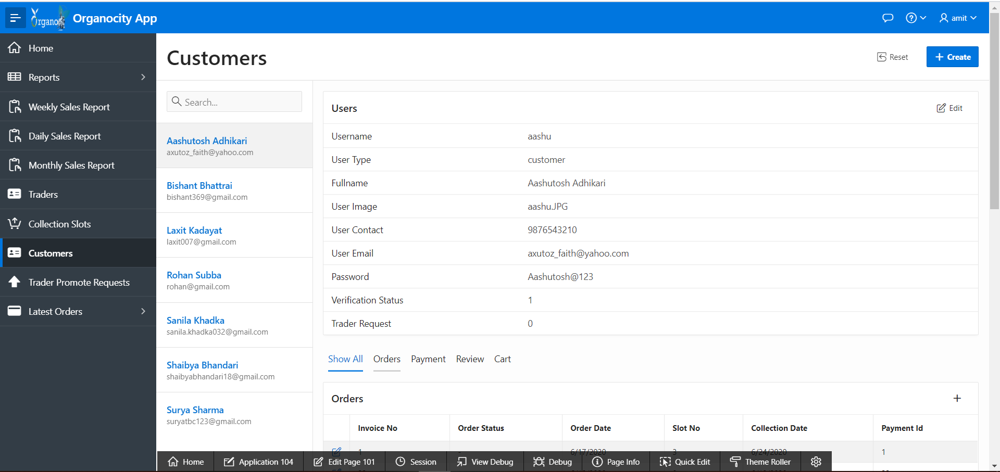 Organo
Organocity App
amit
Home
Reports
Weekly Sales Report
Daily Sales Report
Monthly Sales Report
Traders
Collection Slots
Customers
Trader Promote Requests
Latest Orders
Customers
Reset
+ Create
Search...
Aashutosh Adhikari
axutoz_faith@yahoo.com
Bishant Bhattrai
bishant369@gmail.com
Laxit Kadayat
laxit007@gmail.com
Rohan Subba
rohan@gmail.com
Sanila Khadka
sanila.khadka032@gmail.com
Shaibya Bhandari
shaibyabhandari18@gmail.com
Surya Sharma
suryatbc123@gmail.com
Users
Edit
Username aashu
User Type customer
Fullname Aashutosh Adhikari
User Image aashu.JPG
User Contact 9876543210
User Email axutoz_faith@yahoo.com
Password Aashutosh@123
Verification Status 1
Trader Request 0
Show All Orders Payment Review Cart
Orders +
Invoice No Order Status Order Date Slot No Collection Date Payment Id
1 - 6/17/2020 3 6/24/2020 1
Home Application 104 Edit Page 101 Session View Debug Debug Page Info Quick Edit Theme Roller